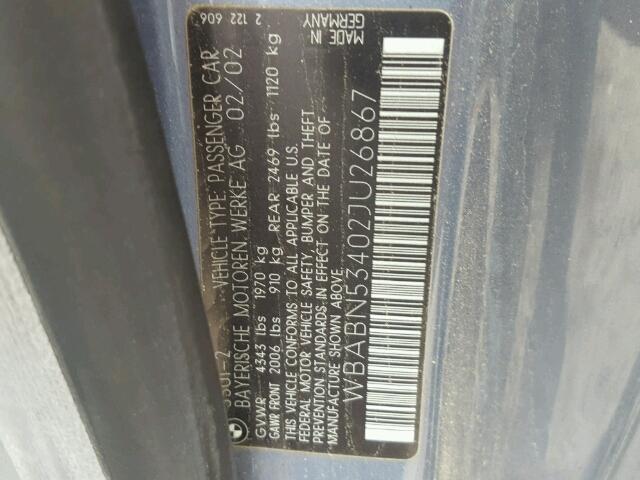 VEHICLE TYPE PASSENGER CAR
2 122 606
BAYERISCHE MOTOREN WERKE AG 02/02
GVWR 4343 lbs 1970 kg
GAWR FRONT 2006 lbs 910 kg REAR 2469 lbs 1120 kg
THIS VEHICLE CONFORMS TO ALL APPLICABLE U.S.
FEDERAL MOTOR VEHICLE SAFETY, BUMPER AND THEFT
PREVENTION STANDARDS IN EFFECT ON THE DATE OF
MANUFACTURE SHOWN ABOVE.
MADE IN
GERMANY
WBABN53402JU26867